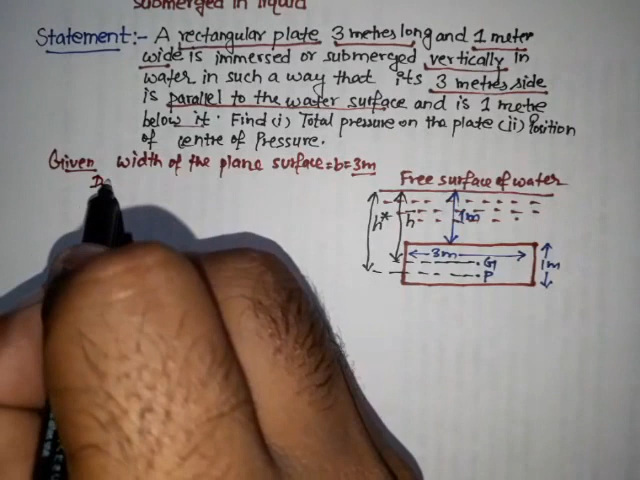 submerged in liquid
Statement:- A rectangular plate 3 metres long and 1 meter
wide is immersed or submerged vertically in
water in such a way that its 3 metres side
is parallel to the water surface and is 1 metre
below it. Find (i) Total pressure on the plate (ii) Position
of centre of Pressure.
Given width of the plane surface = b = 3m
D
Free surface of water
h* h 1m
3m
G
P
1m